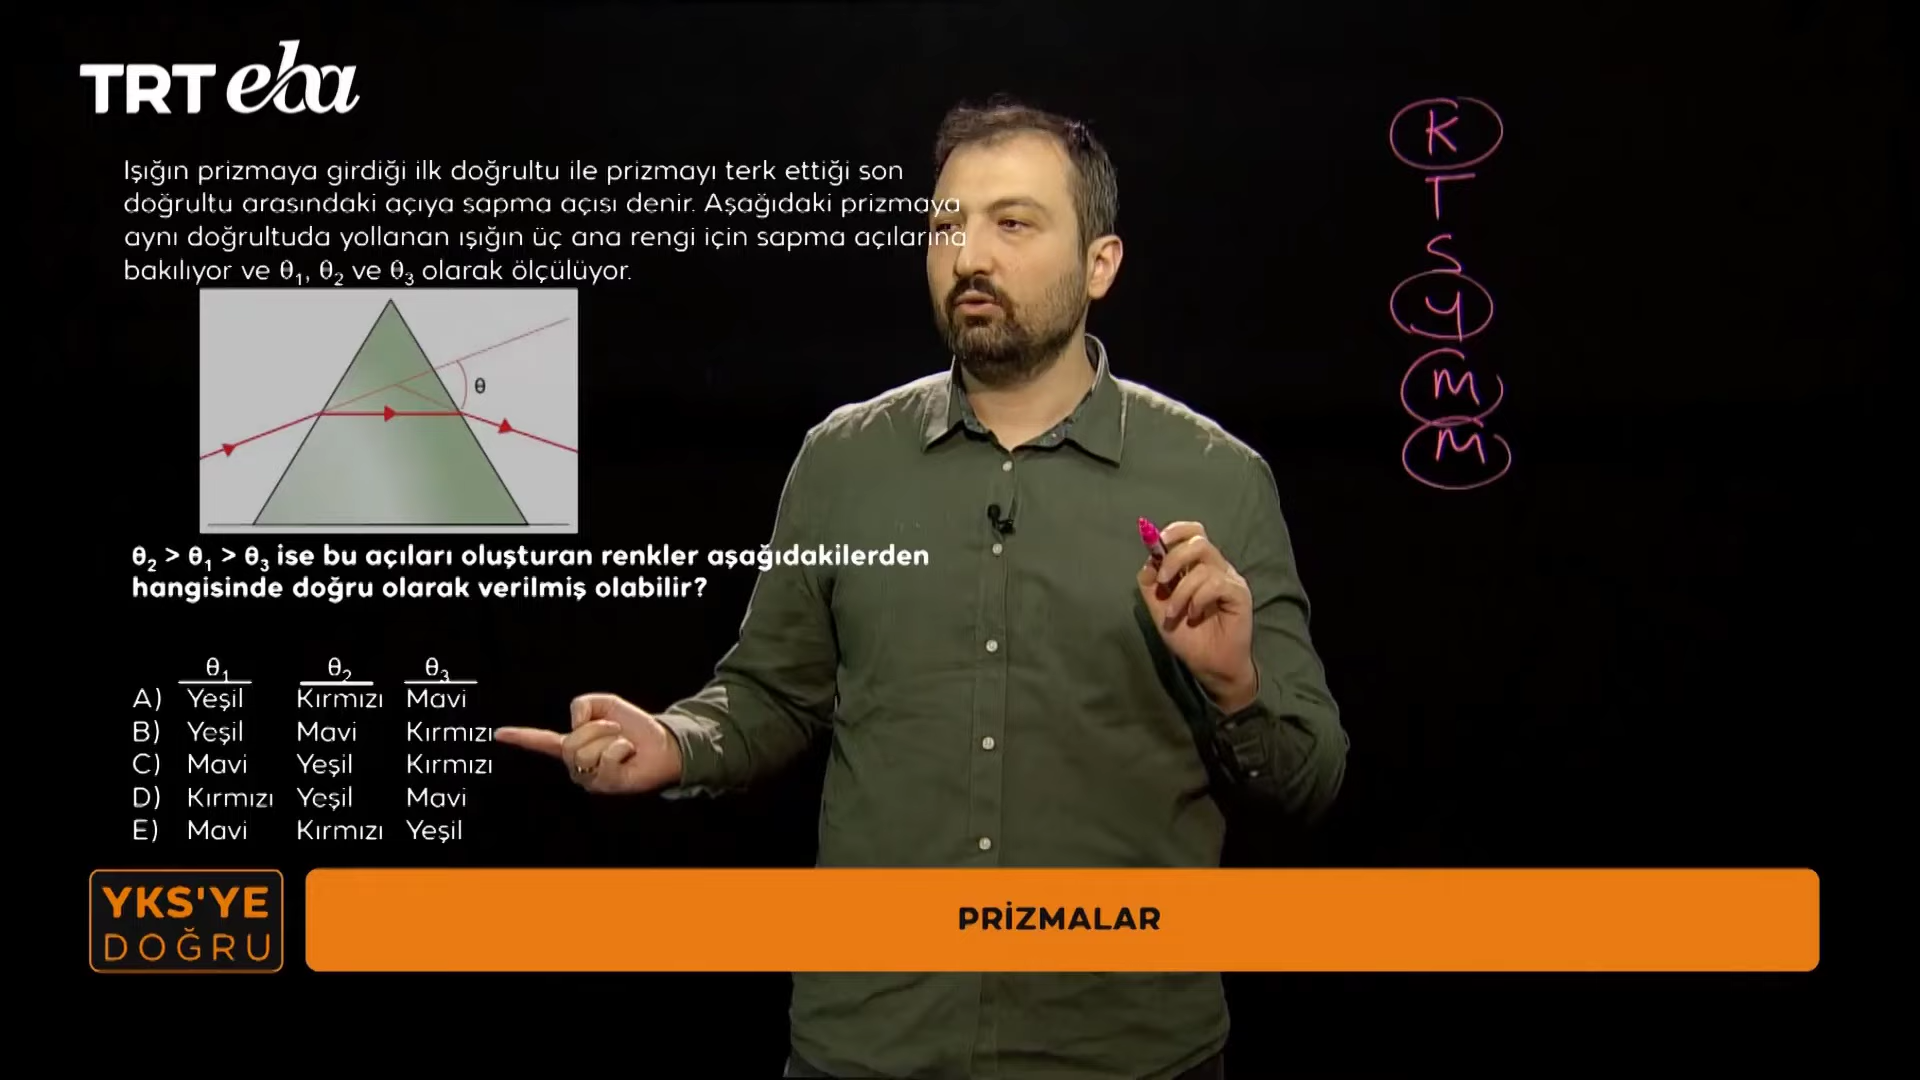 TRT eba
Işığın prizmaya girdiği ilk doğrultu ile prizmayı terk ettiği son
doğrultu arasındaki açıya sapma açısı denir. Aşağıdaki prizmaya
aynı doğrultuda yollanan ışığın üç ana rengi için sapma açılarına
bakılıyor ve θ₁, θ₂ ve θ₃ olarak ölçülüyor.
θ
θ₂ > θ₁ > θ₃ ise bu açıları oluşturan renkler aşağıdakilerden
hangisinde doğru olarak verilmiş olabilir?
θ₁ θ₂ θ₃
A) Yeşil Kırmızı Mavi
B) Yeşil Mavi Kırmızı
C) Mavi Yeşil Kırmızı
D) Kırmızı Yeşil Mavi
E) Mavi Kırmızı Yeşil
K
T
S
Y
M
M
YKS'YE
DOĞRU
PRİZMALAR